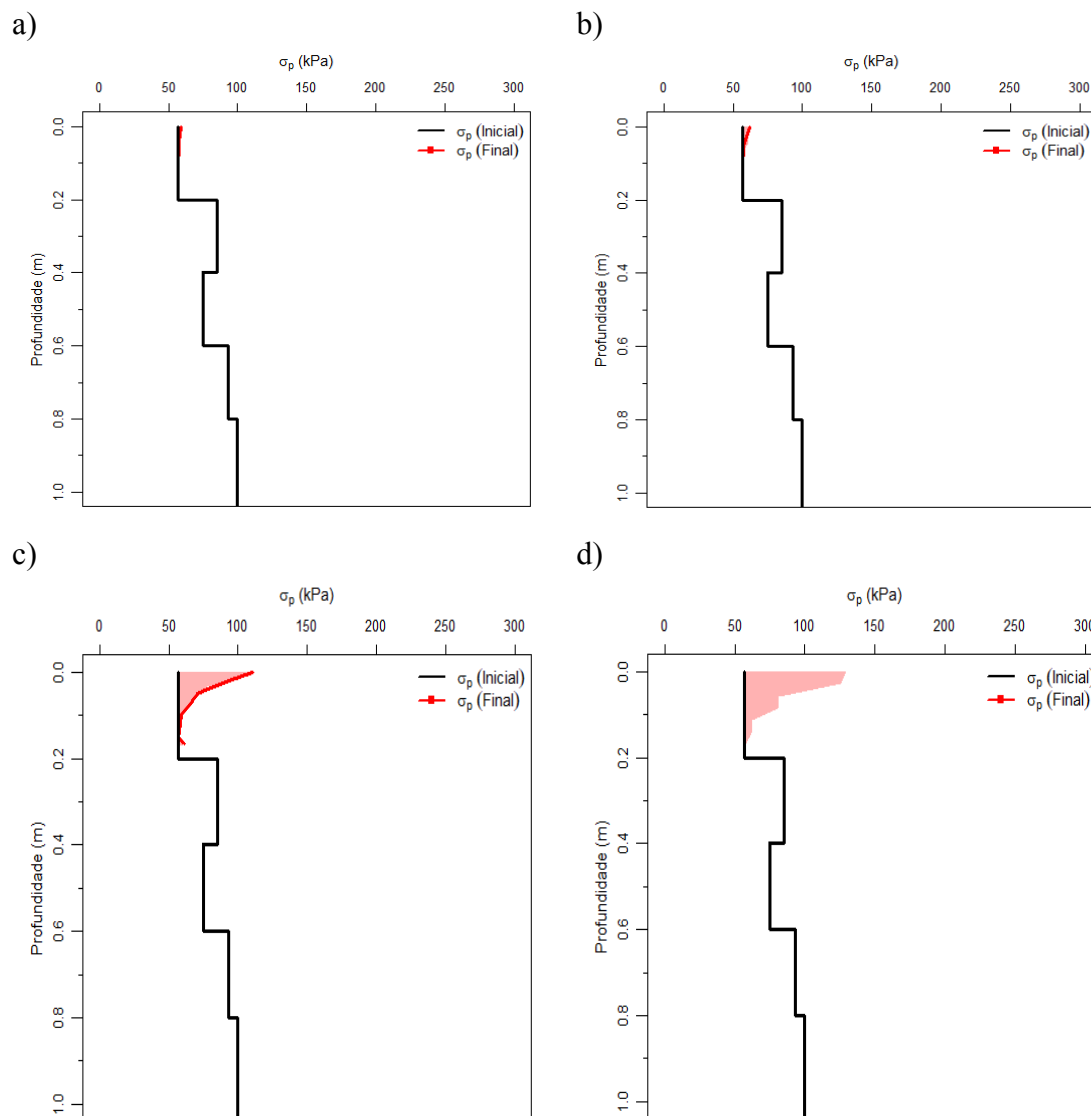 a)
σp (kPa)
0 50 100 150 200 250 300
Profundidade (m)
0.0
0.2
0.4
0.6
0.8
1.0
σp (Inicial)
σp (Final)
b)
σp (kPa)
0 50 100 150 200 250 300
Profundidade (m)
0.0
0.2
0.4
0.6
0.8
1.0
σp (Inicial)
σp (Final)
c)
σp (kPa)
0 50 100 150 200 250 300
Profundidade (m)
0.0
0.2
0.4
0.6
0.8
1.0
σp (Inicial)
σp (Final)
d)
σp (kPa)
0 50 100 150 200 250 300
Profundidade (m)
0.0
0.2
0.4
0.6
0.8
1.0
σp (Inicial)
σp (Final)